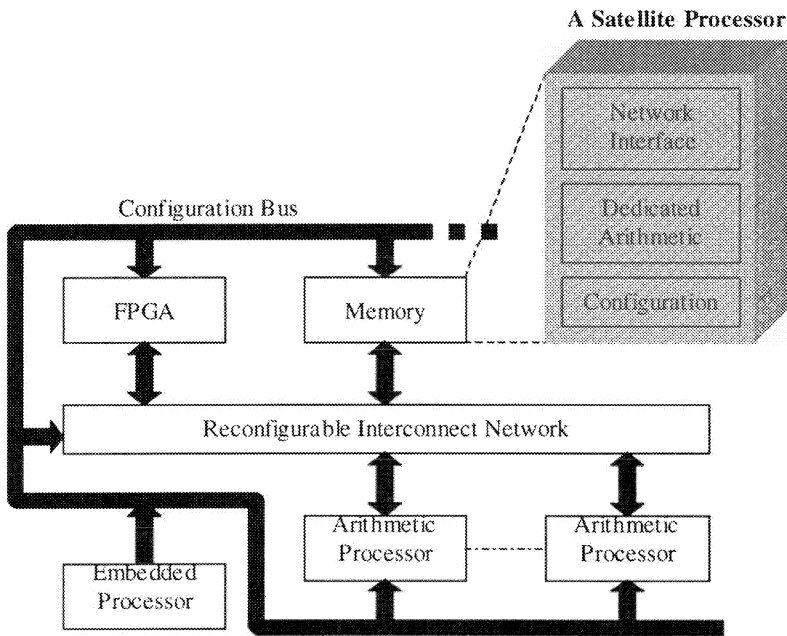 A Satellite Processor
Network
Interface
Configuration Bus
Dedicated
Arithmetic
FPGA
Memory
Configuration
Reconfigurable Interconnect Network
Arithmetic
Processor
Arithmetic
Processor
Embedded
Processor